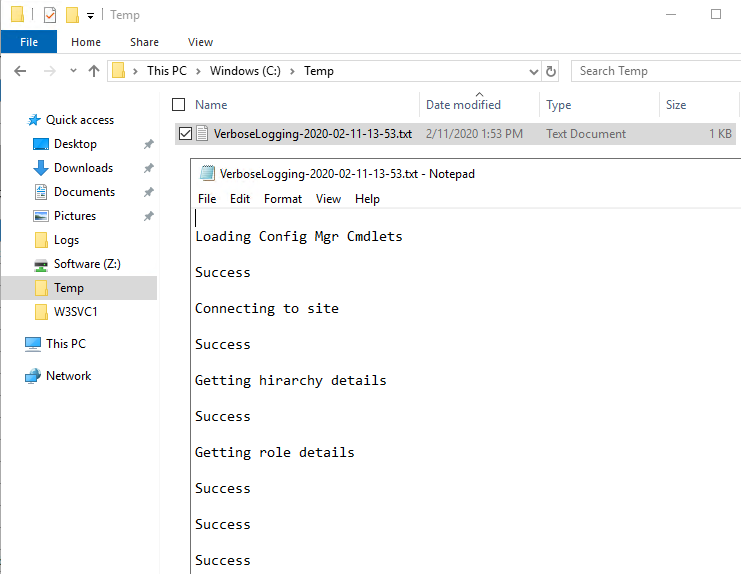 Temp
File Home Share View
This PC > Windows (C:) > Temp Search Temp
Name Date modified Type Size
VerboseLogging-2020-02-11-13-53.txt 2/11/2020 1:53 PM Text Document 1 KB
Quick access
Desktop
Downloads
Documents
Pictures
Logs
Software (Z:)
Temp
W3SVC1
This PC
Network
VerboseLogging-2020-02-11-13-53.txt - Notepad
File Edit Format View Help
Loading Config Mgr Cmdlets
Success
Connecting to site
Success
Getting hirarchy details
Success
Getting role details
Success
Success
Success